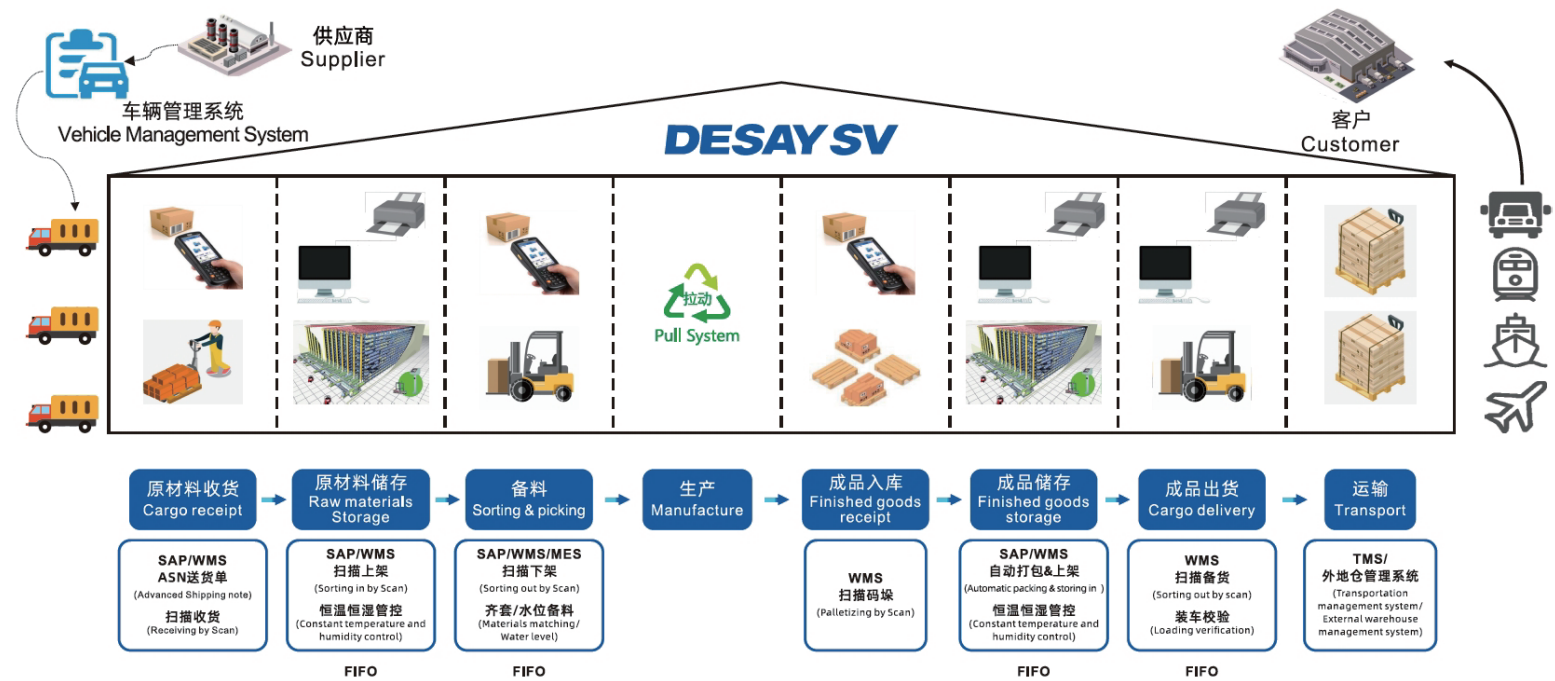 供应商
Supplier
车辆管理系统
Vehicle Management System
DESAY SV
客户
Customer
拉动
Pull System
原材料收货
Cargo receipt
原材料储存
Raw materials
Storage
备料
Sorting & picking
生产
Manufacture
成品入库
Finished goods
receipt
成品储存
Finished goods
storage
成品出货
Cargo delivery
运输
Transport
SAP/WMS
ASN送货单
(Advanced Shipping note)
扫描收货
(Receiving by Scan)
SAP/WMS
扫描上架
(Sorting in by Scan)
恒温恒湿管控
(Constant temperature and
humidity control)
FIFO
SAP/WMS/MES
扫描下架
(Sorting out by Scan)
齐套/水位备料
(Materials matching/
Water level)
FIFO
WMS
扫描码垛
(Palletizing by Scan)
SAP/WMS
自动打包&上架
(Automatic packing & storing in )
恒温恒湿管控
(Constant temperature and
humidity control)
FIFO
WMS
扫描备货
(Sorting out by scan)
装车校验
(Loading verification)
FIFO
TMS/
外地仓管理系统
(Transportation
management system/
External warehouse
management system)